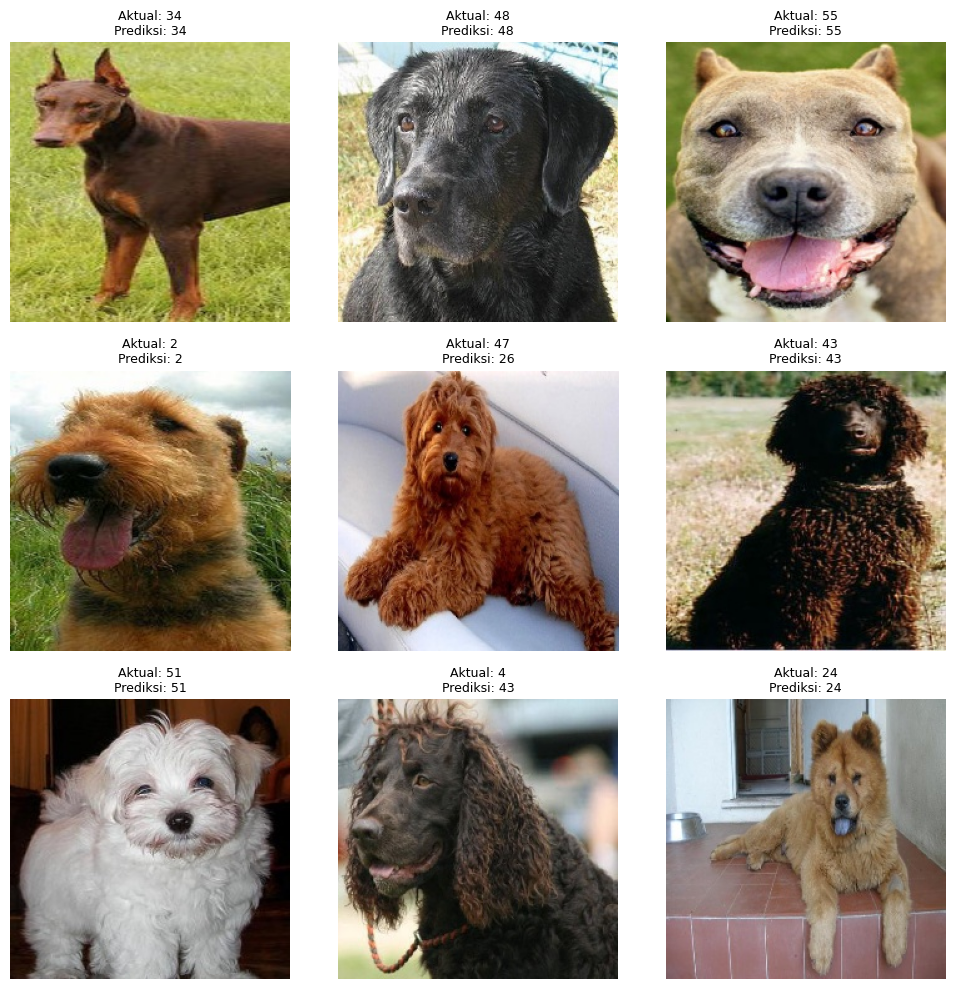 Aktual: 34
Prediksi: 34
Aktual: 48
Prediksi: 48
Aktual: 55
Prediksi: 55
Aktual: 2
Prediksi: 2
Aktual: 47
Prediksi: 26
Aktual: 43
Prediksi: 43
Aktual: 51
Prediksi: 51
Aktual: 4
Prediksi: 43
Aktual: 24
Prediksi: 24